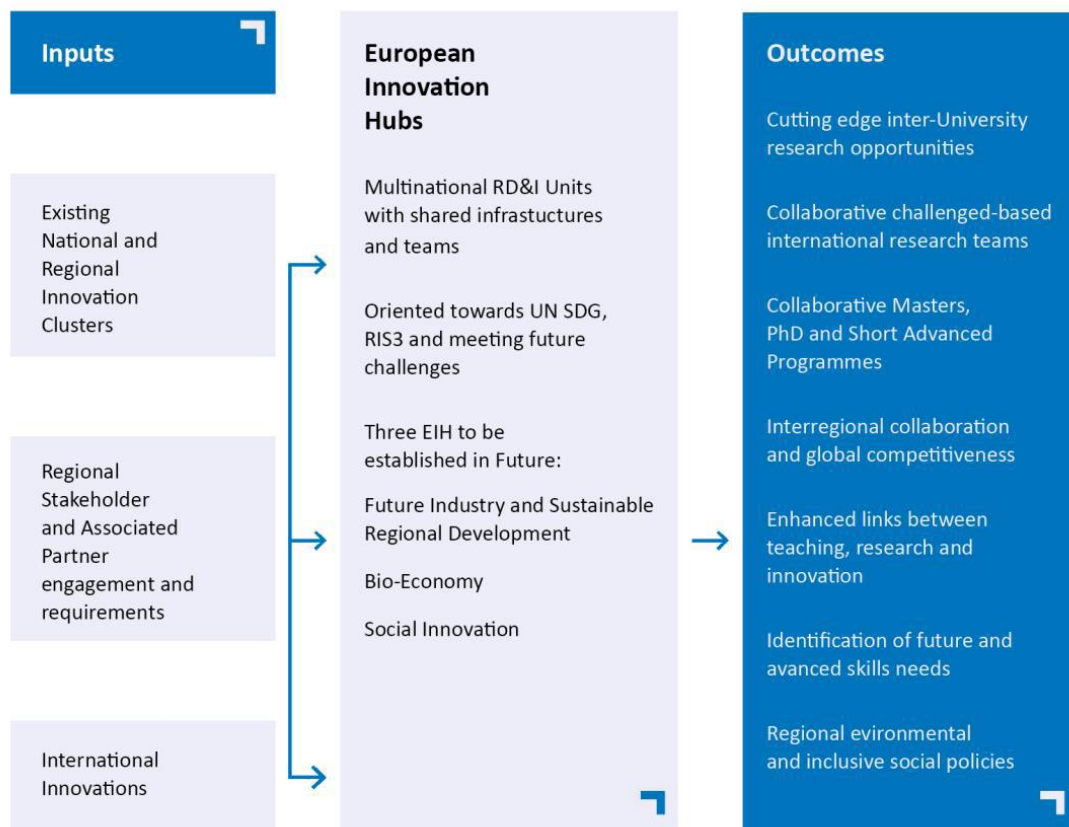 Inputs
Existing
National and
Regional
Innovation
Clusters
Regional
Stakeholder
and Associated
Partner
engagement and
requirements
International
Innovations
European
Innovation
Hubs
Multinational RD&I Units
with shared infrastuctures
and teams
Oriented towards UN SDG,
RIS3 and meeting future
challenges
Three EIH to be
established in Future:
Future Industry and Sustainable
Regional Development
Bio-Economy
Social Innovation
Outcomes
Cutting edge inter-University
research opportunities
Collaborative challenged-based
international research teams
Collaborative Masters,
PhD and Short Advanced
Programmes
Interregional collaboration
and global competitiveness
Enhanced links between
teaching, research and
innovation
Identification of future and
avanced skills needs
Regional evironmental
and inclusive social policies